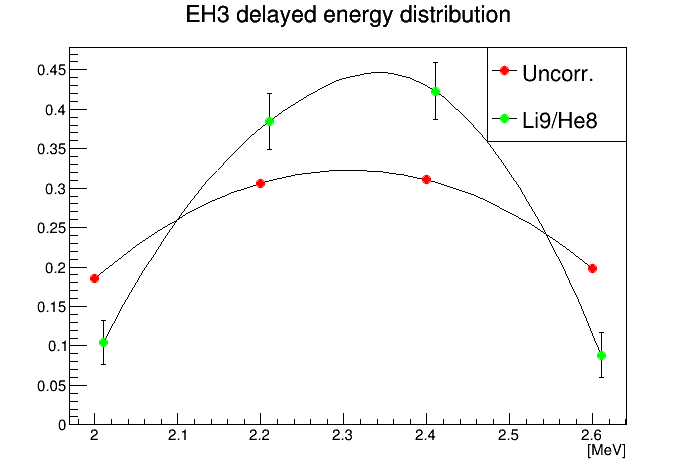 EH3 delayed energy distribution
Uncorr.
Li9/He8
0.45
0.4
0.35
0.3
0.25
0.2
0.15
0.1
0.05
0
2 2.1 2.2 2.3 2.4 2.5 2.6
[MeV]